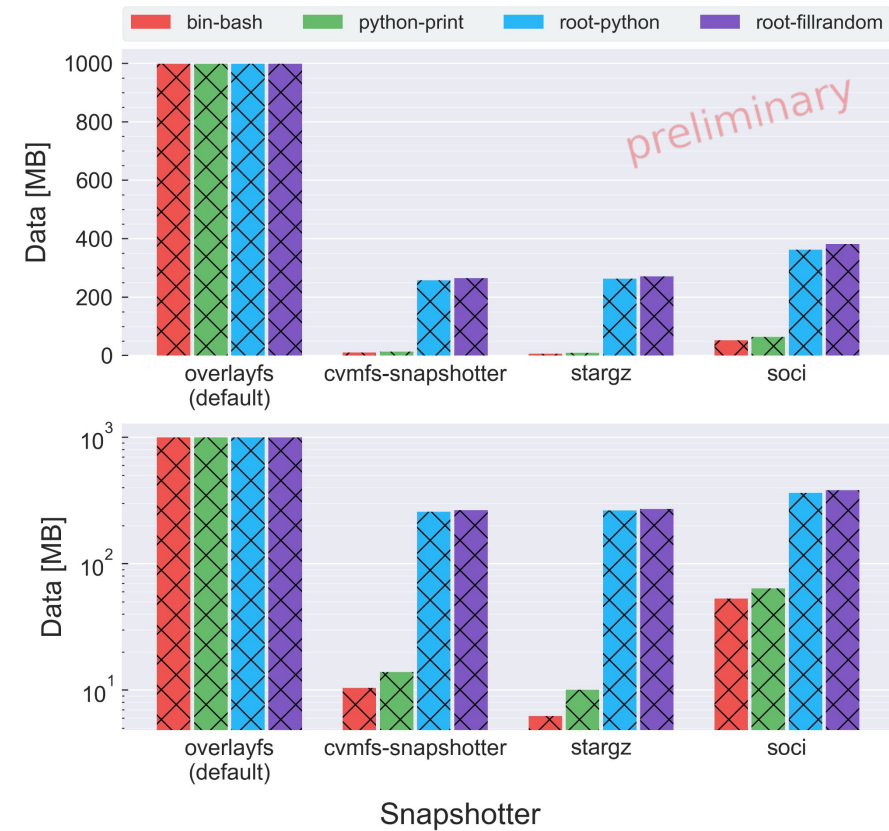 bin-bash python-print root-python root-fillrandom
preliminary
Data [MB]
1000
800
600
400
200
0
overlayfs (default) cvmfs-snapshotter stargz soci
Data [MB]
10^3
10^2
10^1
overlayfs (default) cvmfs-snapshotter stargz soci
Snapshotter